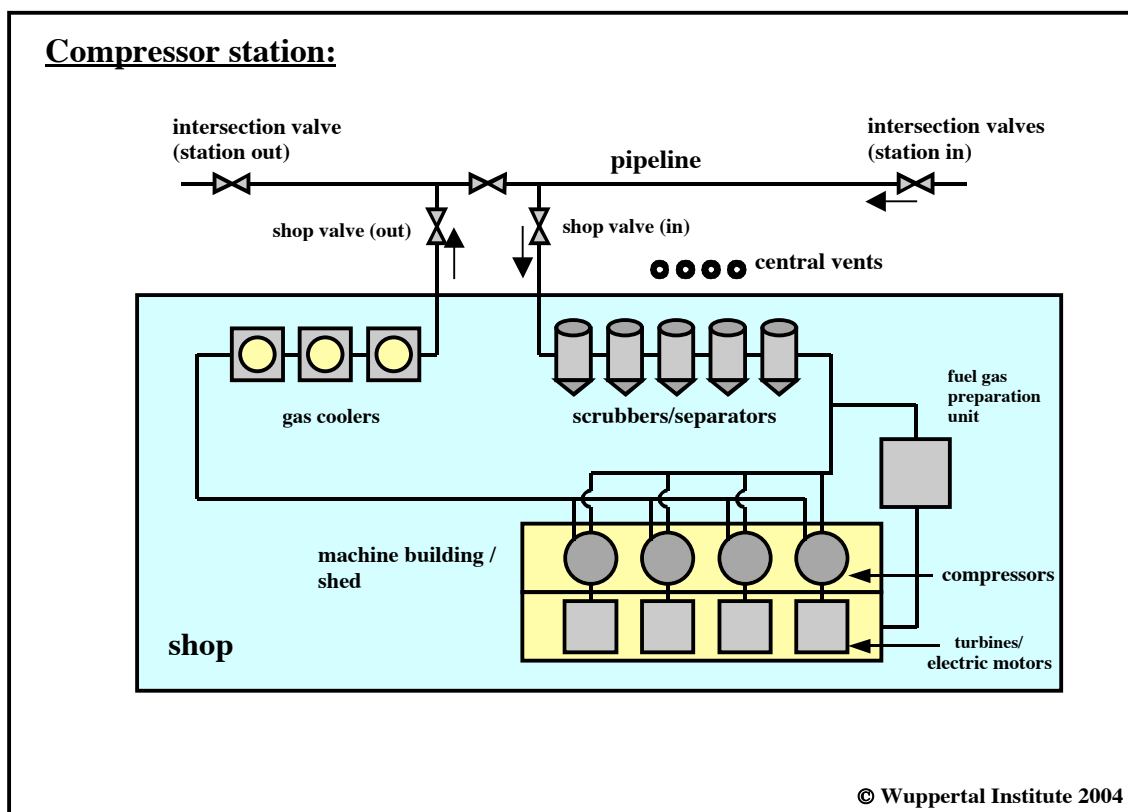 Compressor station:
intersection valve
(station out)
pipeline
intersection valves
(station in)
shop valve (out)
shop valve (in)
central vents
gas coolers
scrubbers/separators
fuel gas
preparation
unit
machine building /
shed
compressors
shop
turbines/
electric motors
© Wuppertal Institute 2004